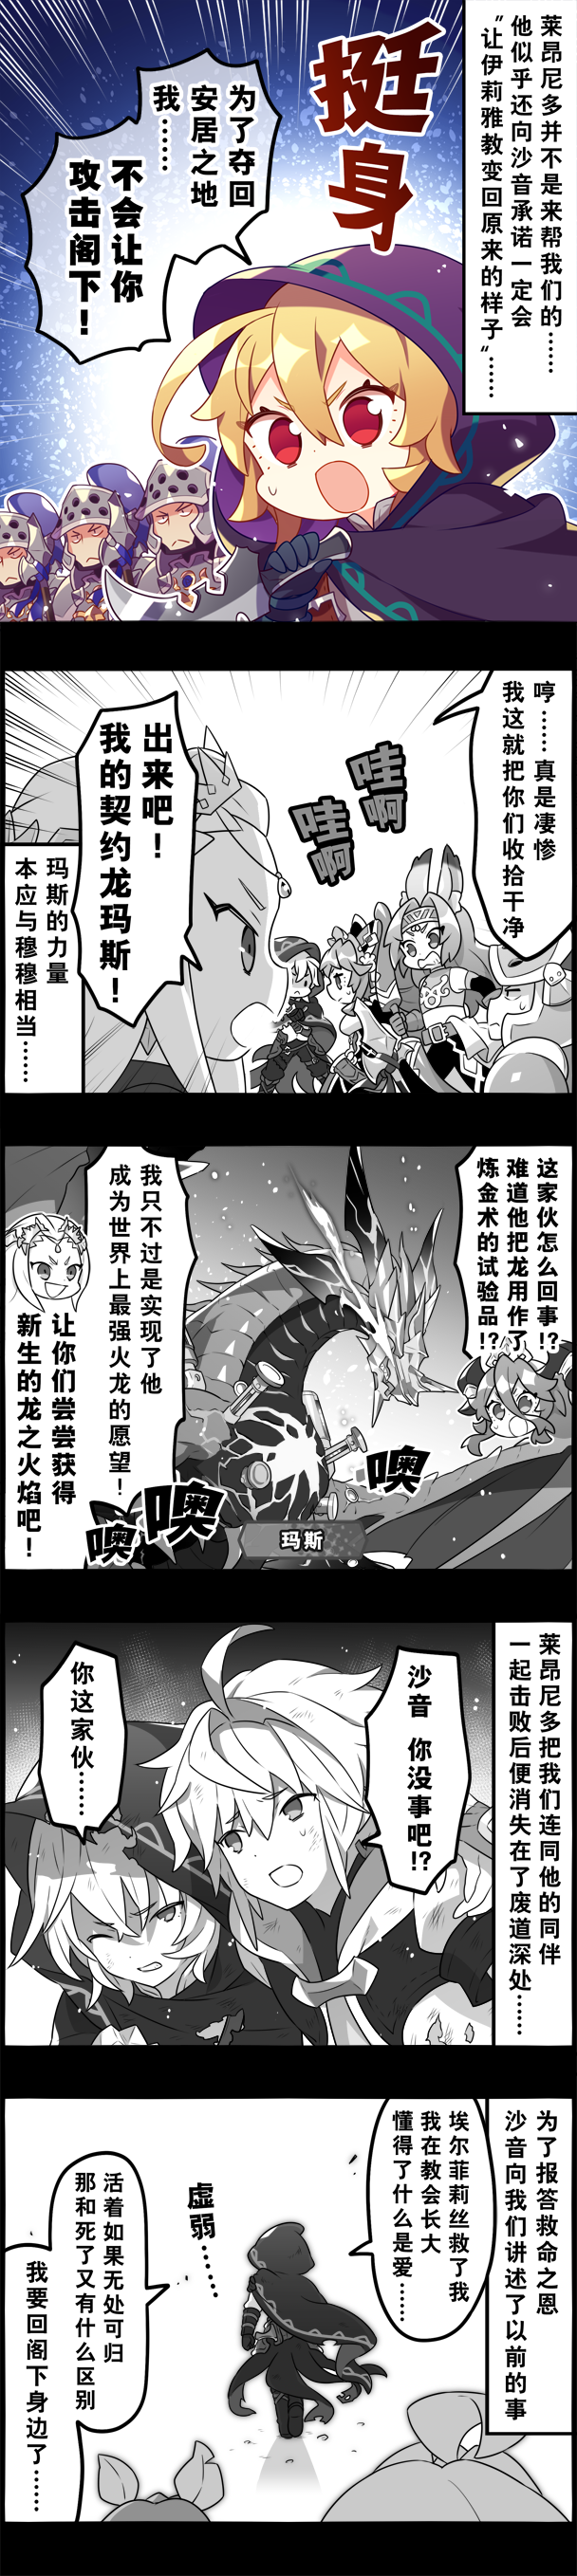 莱昂尼多并不是来帮我们的……
他似乎还向沙音承诺一定会
“让伊莉雅教变回原来的样子”……
挺身
为了夺回
安居之地
我……
不会让你
攻击阁下！
哼……真是凄惨
我这就把你们收拾干净
哇啊
哇啊
出来吧！
我的契约龙玛斯！
玛斯的力量
本应与穆穆相当……
这家伙怎么回事!?
难道他把龙用作了
炼金术的试验品!?
我只不过是实现了他
成为世界上最强火龙的愿望！
让你们尝尝获得
新生的龙之火焰吧！
噢
噢
噢
玛斯
莱昂尼多把我们连同他的同伴
一起击败后便消失在了废道深处……
沙音 你没事吧!?
你这家伙……
为了报答救命之恩
沙音向我们讲述了以前的事
埃尔菲莉丝救了我
我在教会长大
懂得了什么是爱……
虚弱……
活着如果无处可归
那和死了又有什么区别
我要回阁下身边了……